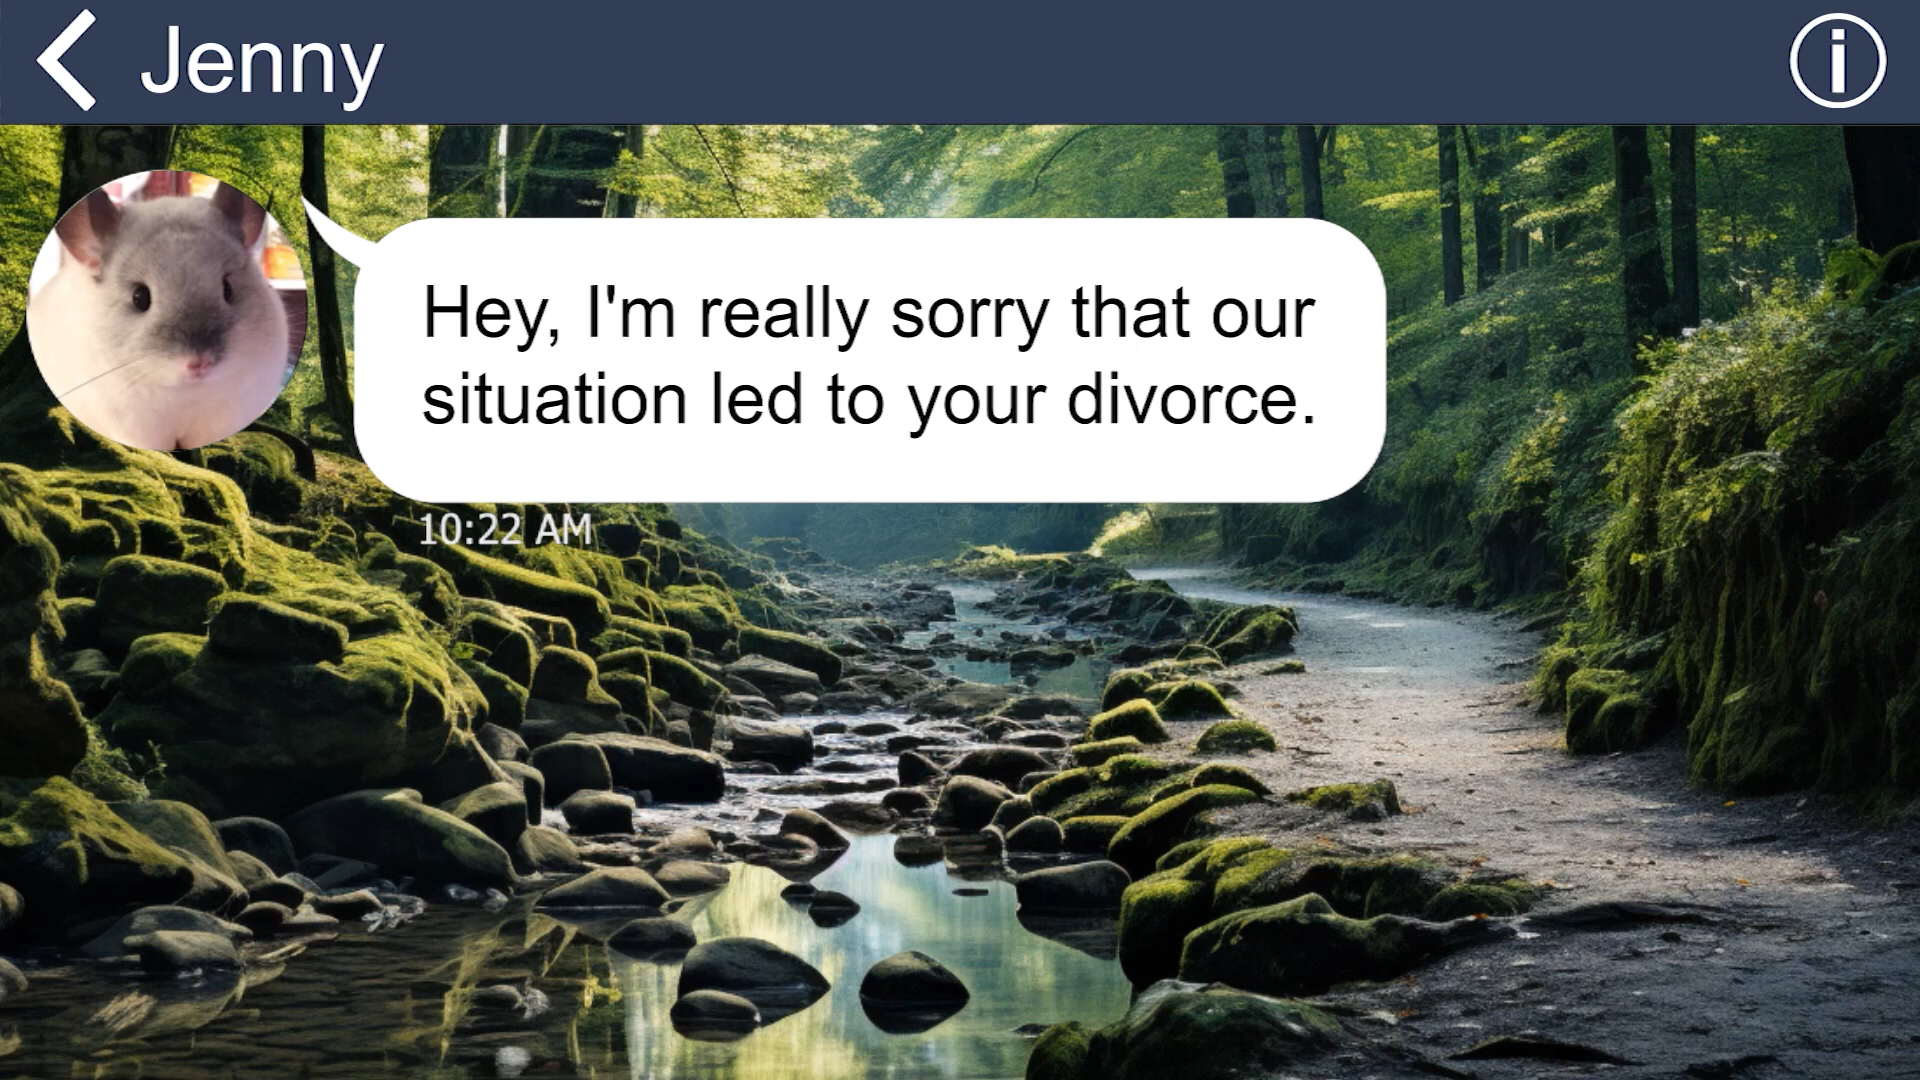 Jenny
Hey, I'm really sorry that our
situation led to your divorce.
10:22 AM